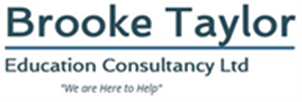 Brooke Taylor
Education Consultancy Ltd
"We are Here to Help"